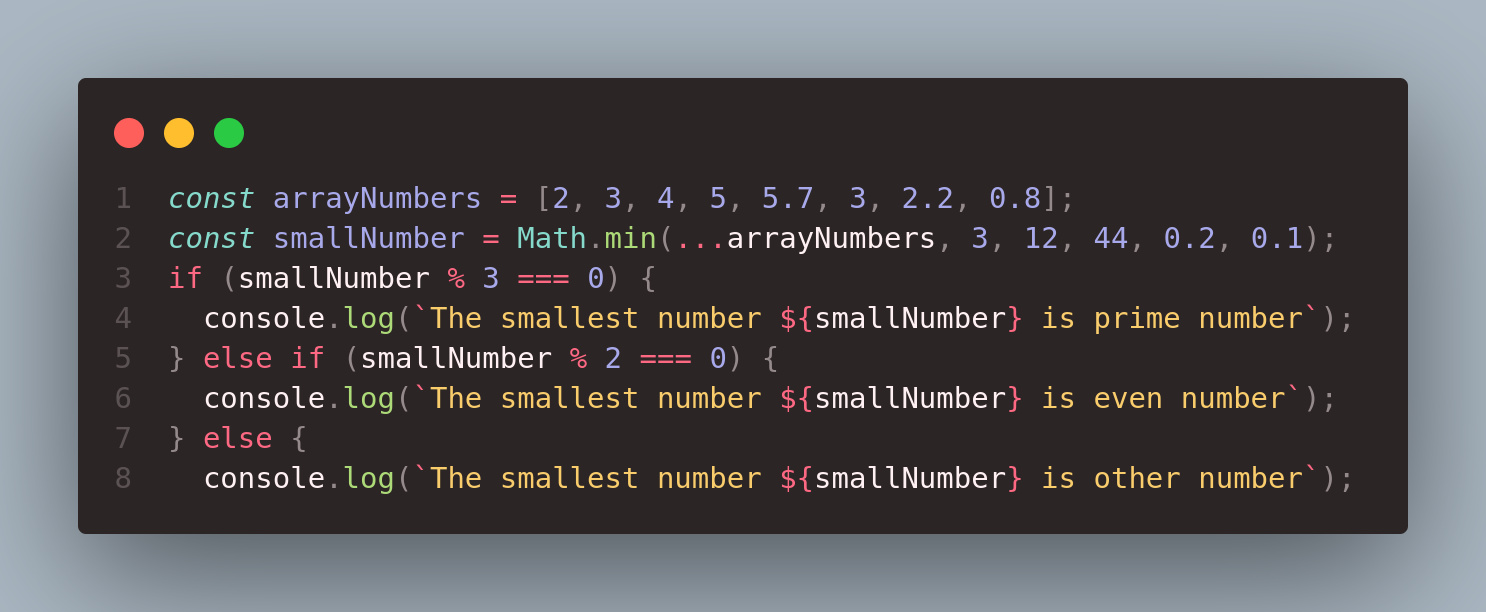 1 const arrayNumbers = [2, 3, 4, 5, 5.7, 3, 2.2, 0.8];
2 const smallNumber = Math.min(...arrayNumbers, 3, 12, 44, 0.2, 0.1);
3 if (smallNumber % 3 === 0) {
4   console.log(`The smallest number ${smallNumber} is prime number`);
5 } else if (smallNumber % 2 === 0) {
6   console.log(`The smallest number ${smallNumber} is even number`);
7 } else {
8   console.log(`The smallest number ${smallNumber} is other number`);